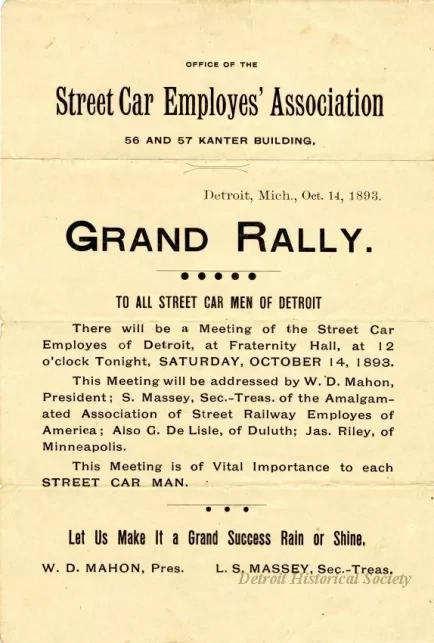 OFFICE OF THE
Street Car Employes' Association
56 AND 57 KANTER BUILDING,
Detroit, Mich., Oct. 14, 1893.
GRAND RALLY.
TO ALL STREET CAR MEN OF DETROIT
There will be a Meeting of the Street Car
Employes of Detroit, at Fraternity Hall, at 12
o'clock Tonight, SATURDAY, OCTOBER 14, 1893.
This Meeting will be addressed by W. D. Mahon,
President; S. Massey, Sec.-Treas. of the Amalgam-
ated Association of Street Railway Employes of
America; Also G. De Lisle, of Duluth; Jas. Riley, of
Minneapolis.
This Meeting is of Vital Importance to each
STREET CAR MAN.
Let Us Make It a Grand Success Rain or Shine.
W. D. MAHON, Pres. L. S. MASSEY, Sec.-Treas.
Detroit Historical Society